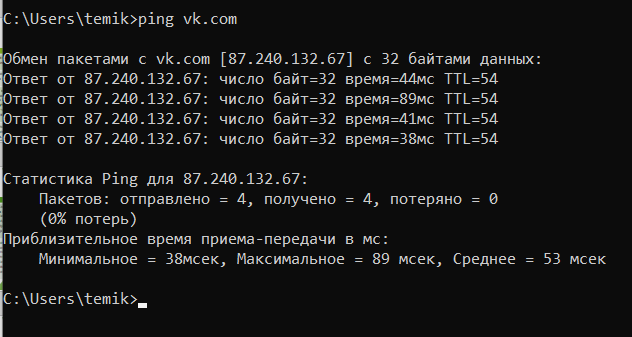 C:\Users\temik>ping vk.com
Обмен пакетами с vk.com [87.240.132.67] с 32 байтами данных:
Ответ от 87.240.132.67: число байт=32 время=44мс TTL=54
Ответ от 87.240.132.67: число байт=32 время=89мс TTL=54
Ответ от 87.240.132.67: число байт=32 время=41мс TTL=54
Ответ от 87.240.132.67: число байт=32 время=38мс TTL=54
Статистика Ping для 87.240.132.67:
    Пакетов: отправлено = 4, получено = 4, потеряно = 0
    (0% потерь)
Приблизительное время приема-передачи в мс:
    Минимальное = 38мсек, Максимальное = 89 мсек, Среднее = 53 мсек
C:\Users\temik>